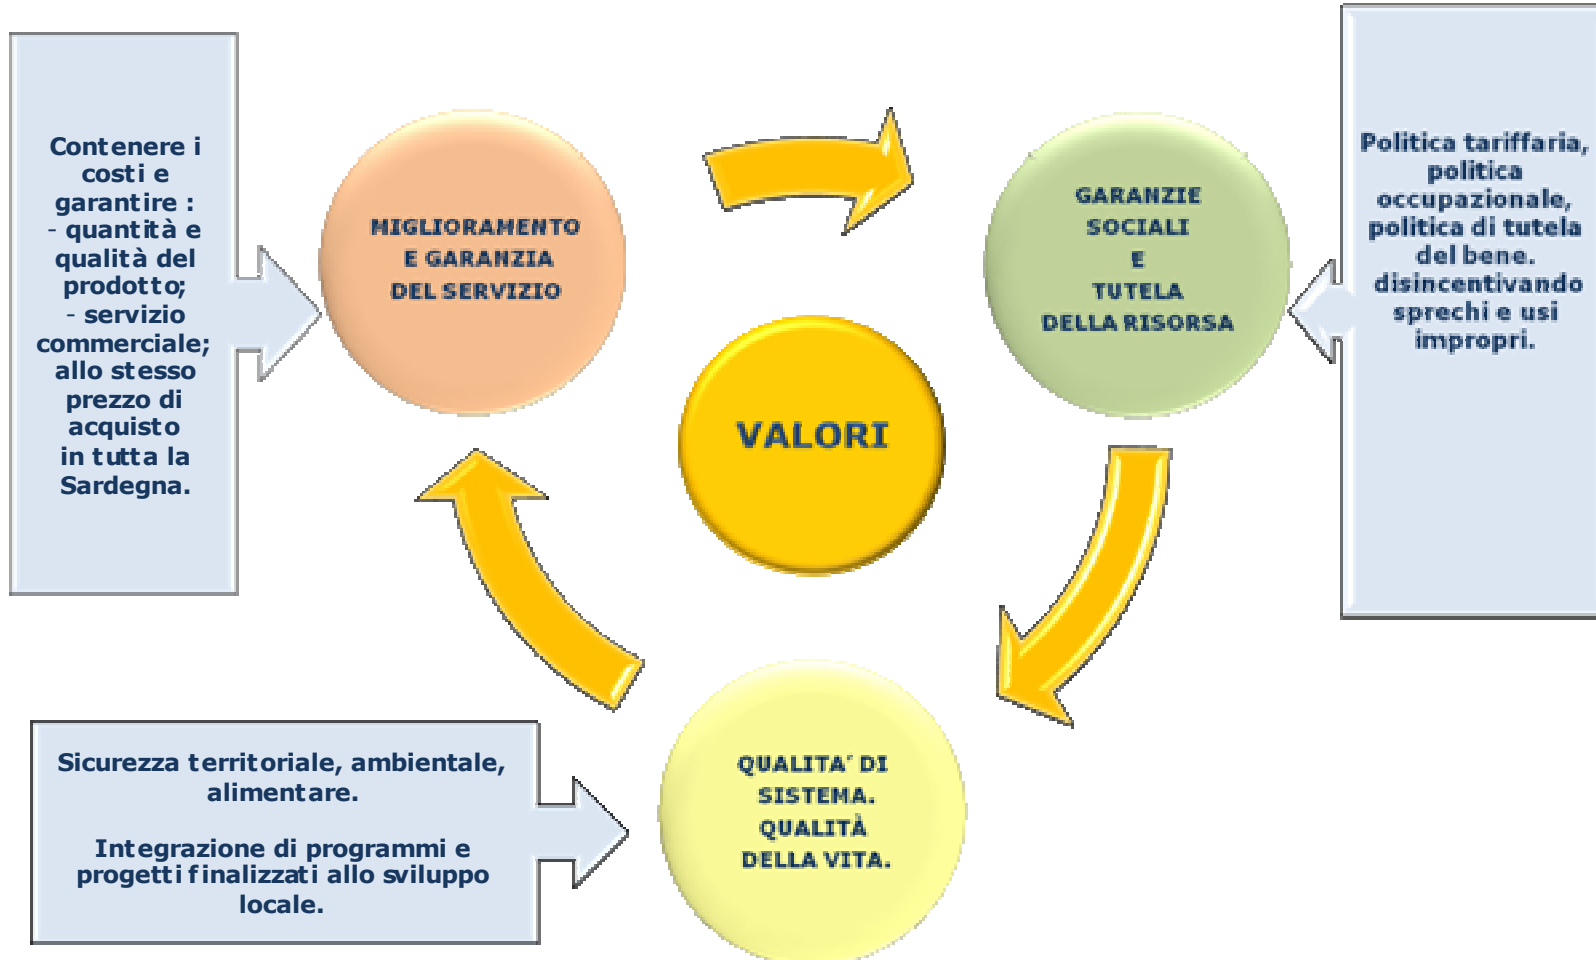 Contenere i
costi e
garantire :
- quantità e
qualità del
prodotto;
- servizio
commerciale;
allo stesso
prezzo di
acquisto
in tutta la
Sardegna.
MIGLIORAMENTO
E GARANZIA
DEL SERVIZIO
GARANZIE
SOCIALI
E
TUTELA
DELLA RISORSA
Politica tariffaria,
politica
occupazionale,
politica di tutela
del bene.
disincentivando
sprechi e usi
impropri.
VALORI
Sicurezza territoriale, ambientale,
alimentare.
Integrazione di programmi e
progetti finalizzati allo sviluppo
locale.
QUALITA' DI
SISTEMA.
QUALITÀ
DELLA VITA.